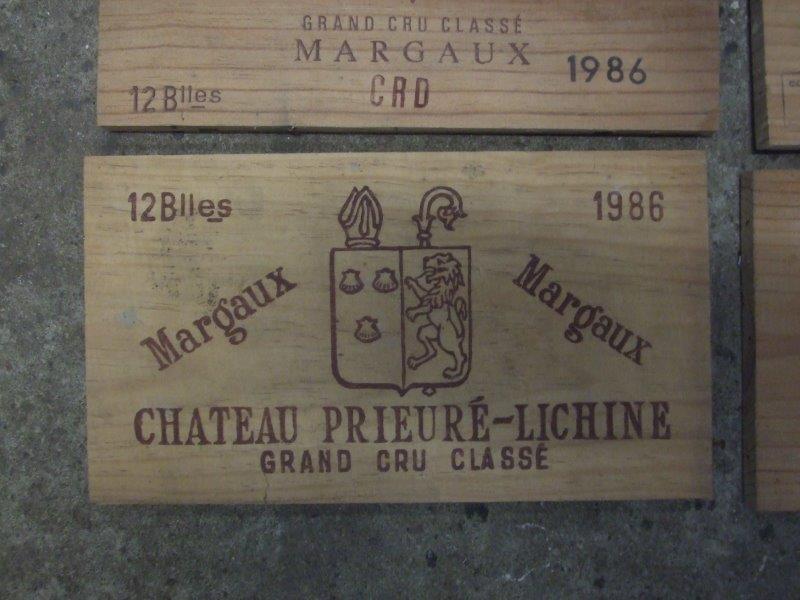 GRAND CRU CLASSÉ
MARGAUX
1986
12 Blles
CRD
12 Blles
1986
Margaux
Margaux
CHATEAU PRIEURÉ-LICHINE
GRAND CRU CLASSÉ